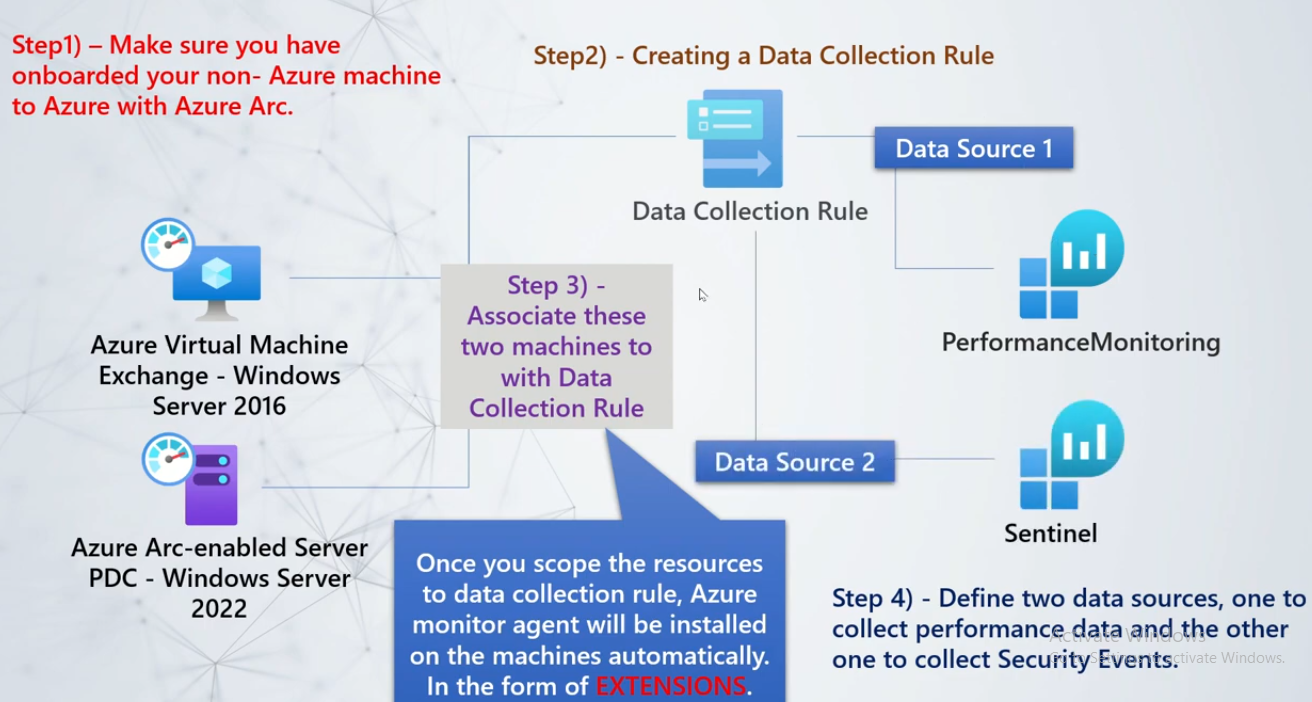 Step1) – Make sure you have
onboarded your non- Azure machine
to Azure with Azure Arc.
Step2) - Creating a Data Collection Rule
Data Source 1
Data Collection Rule
Step 3) -
Associate these
two machines to
with Data
Collection Rule
PerformanceMonitoring
Azure Virtual Machine
Exchange - Windows
Server 2016
Data Source 2
Sentinel
Azure Arc-enabled Server
PDC - Windows Server
2022
Once you scope the resources
to data collection rule, Azure
monitor agent will be installed
on the machines automatically.
In the form of EXTENSIONS.
Step 4) - Define two data sources, one to
collect performance data and the other
one to collect Security Events.
Activate Windows
Go to Settings to activate Windows.